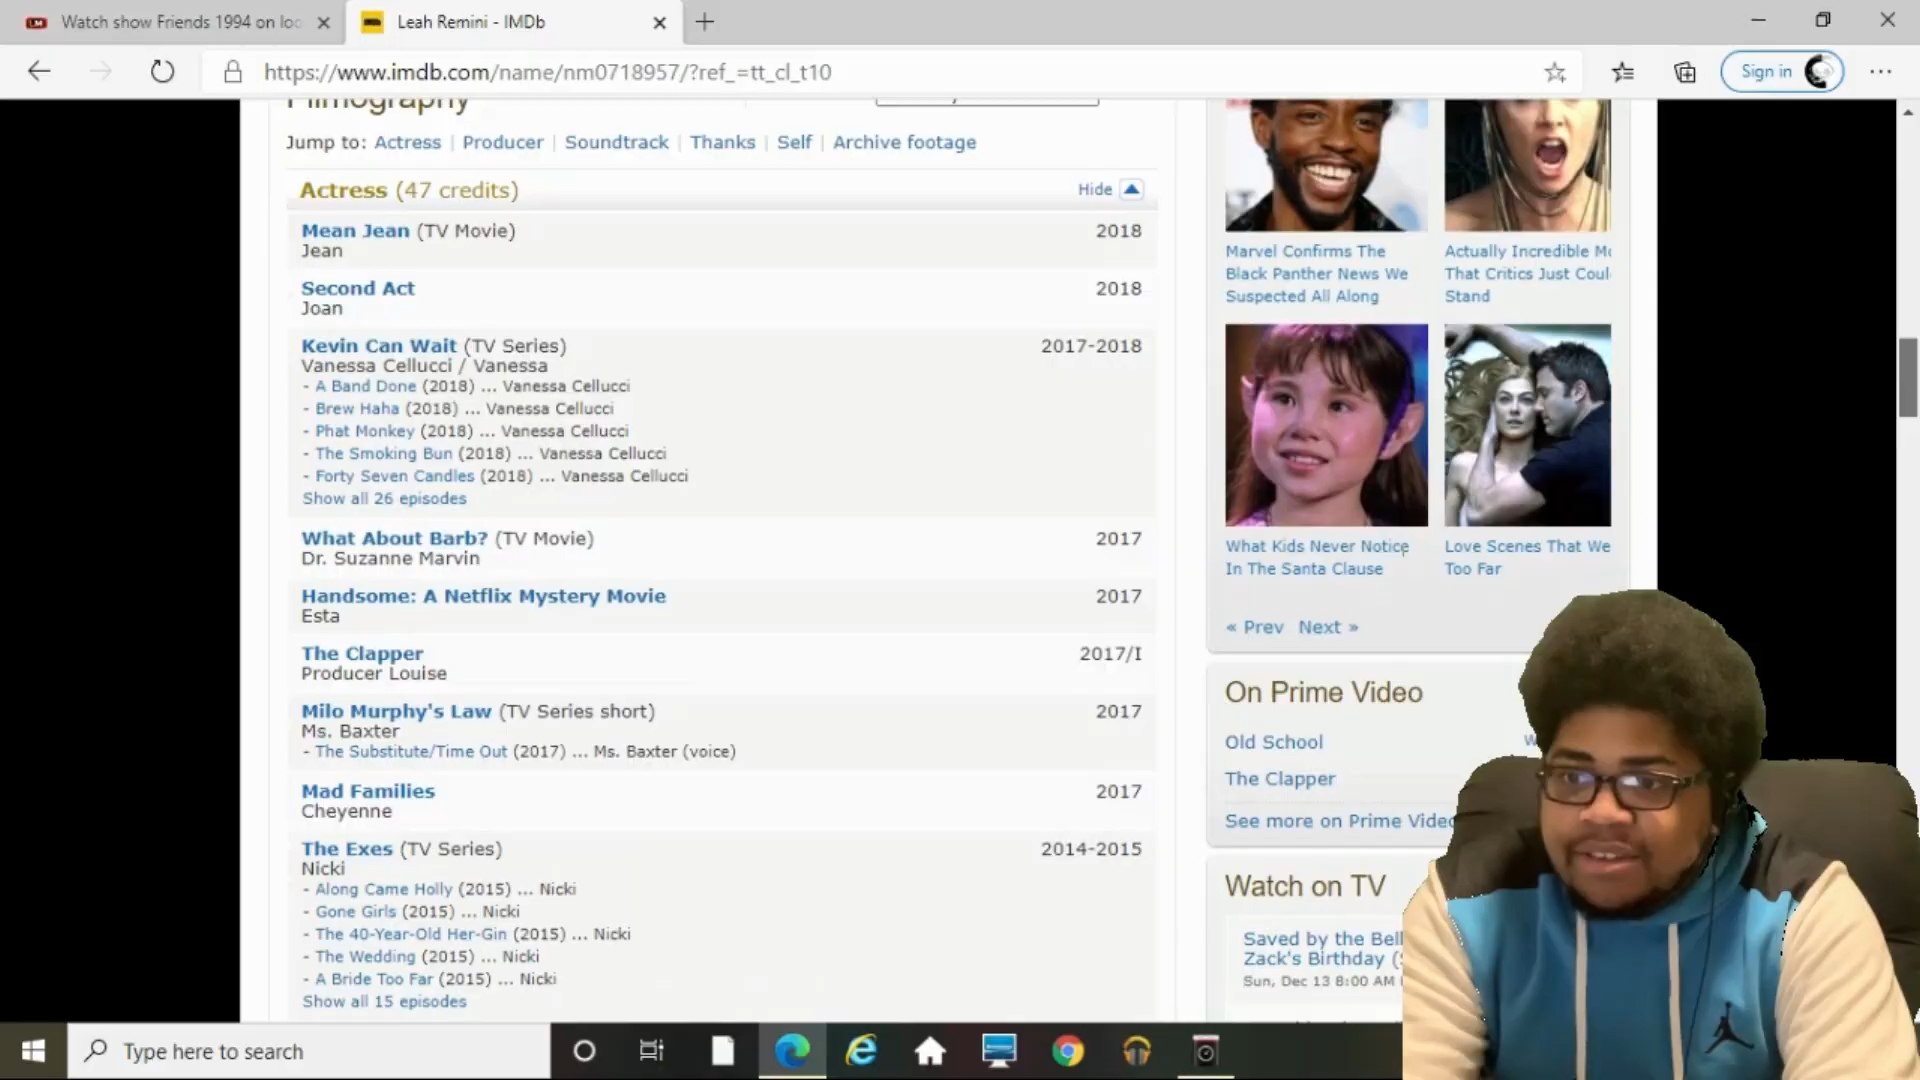 Watch show Friends 1994 on loo
Leah Remini - IMDb
https://www.imdb.com/name/nm0718957/?ref_=tt_cl_t10
Sign in
Filmography
Jump to: Actress | Producer | Soundtrack | Thanks | Self | Archive footage
Actress (47 credits)
Hide
Mean Jean (TV Movie) 2018
Jean
Second Act 2018
Joan
Kevin Can Wait (TV Series) 2017-2018
Vanessa Cellucci / Vanessa
- A Band Done (2018) ... Vanessa Cellucci
- Brew Haha (2018) ... Vanessa Cellucci
- Phat Monkey (2018) ... Vanessa Cellucci
- The Smoking Bun (2018) ... Vanessa Cellucci
- Forty Seven Candles (2018) ... Vanessa Cellucci
Show all 26 episodes
What About Barb? (TV Movie) 2017
Dr. Suzanne Marvin
Handsome: A Netflix Mystery Movie 2017
Esta
The Clapper 2017/I
Producer Louise
Milo Murphy's Law (TV Series short) 2017
Ms. Baxter
- The Substitute/Time Out (2017) ... Ms. Baxter (voice)
Mad Families 2017
Cheyenne
The Exes (TV Series) 2014-2015
Nicki
- Along Came Holly (2015) ... Nicki
- Gone Girls (2015) ... Nicki
- The 40-Year-Old Her-Gin (2015) ... Nicki
- The Wedding (2015) ... Nicki
- A Bride Too Far (2015) ... Nicki
Show all 15 episodes
Marvel Confirms The
Black Panther News We
Suspected All Along
Actually Incredible Mo
That Critics Just Coul
Stand
What Kids Never Notice
In The Santa Clause
Love Scenes That We
Too Far
« Prev Next »
On Prime Video
Old School
The Clapper
See more on Prime Video
Watch on TV
Saved by the Bell
Zack's Birthday (
Sun, Dec 13 8:00 AM
Type here to search